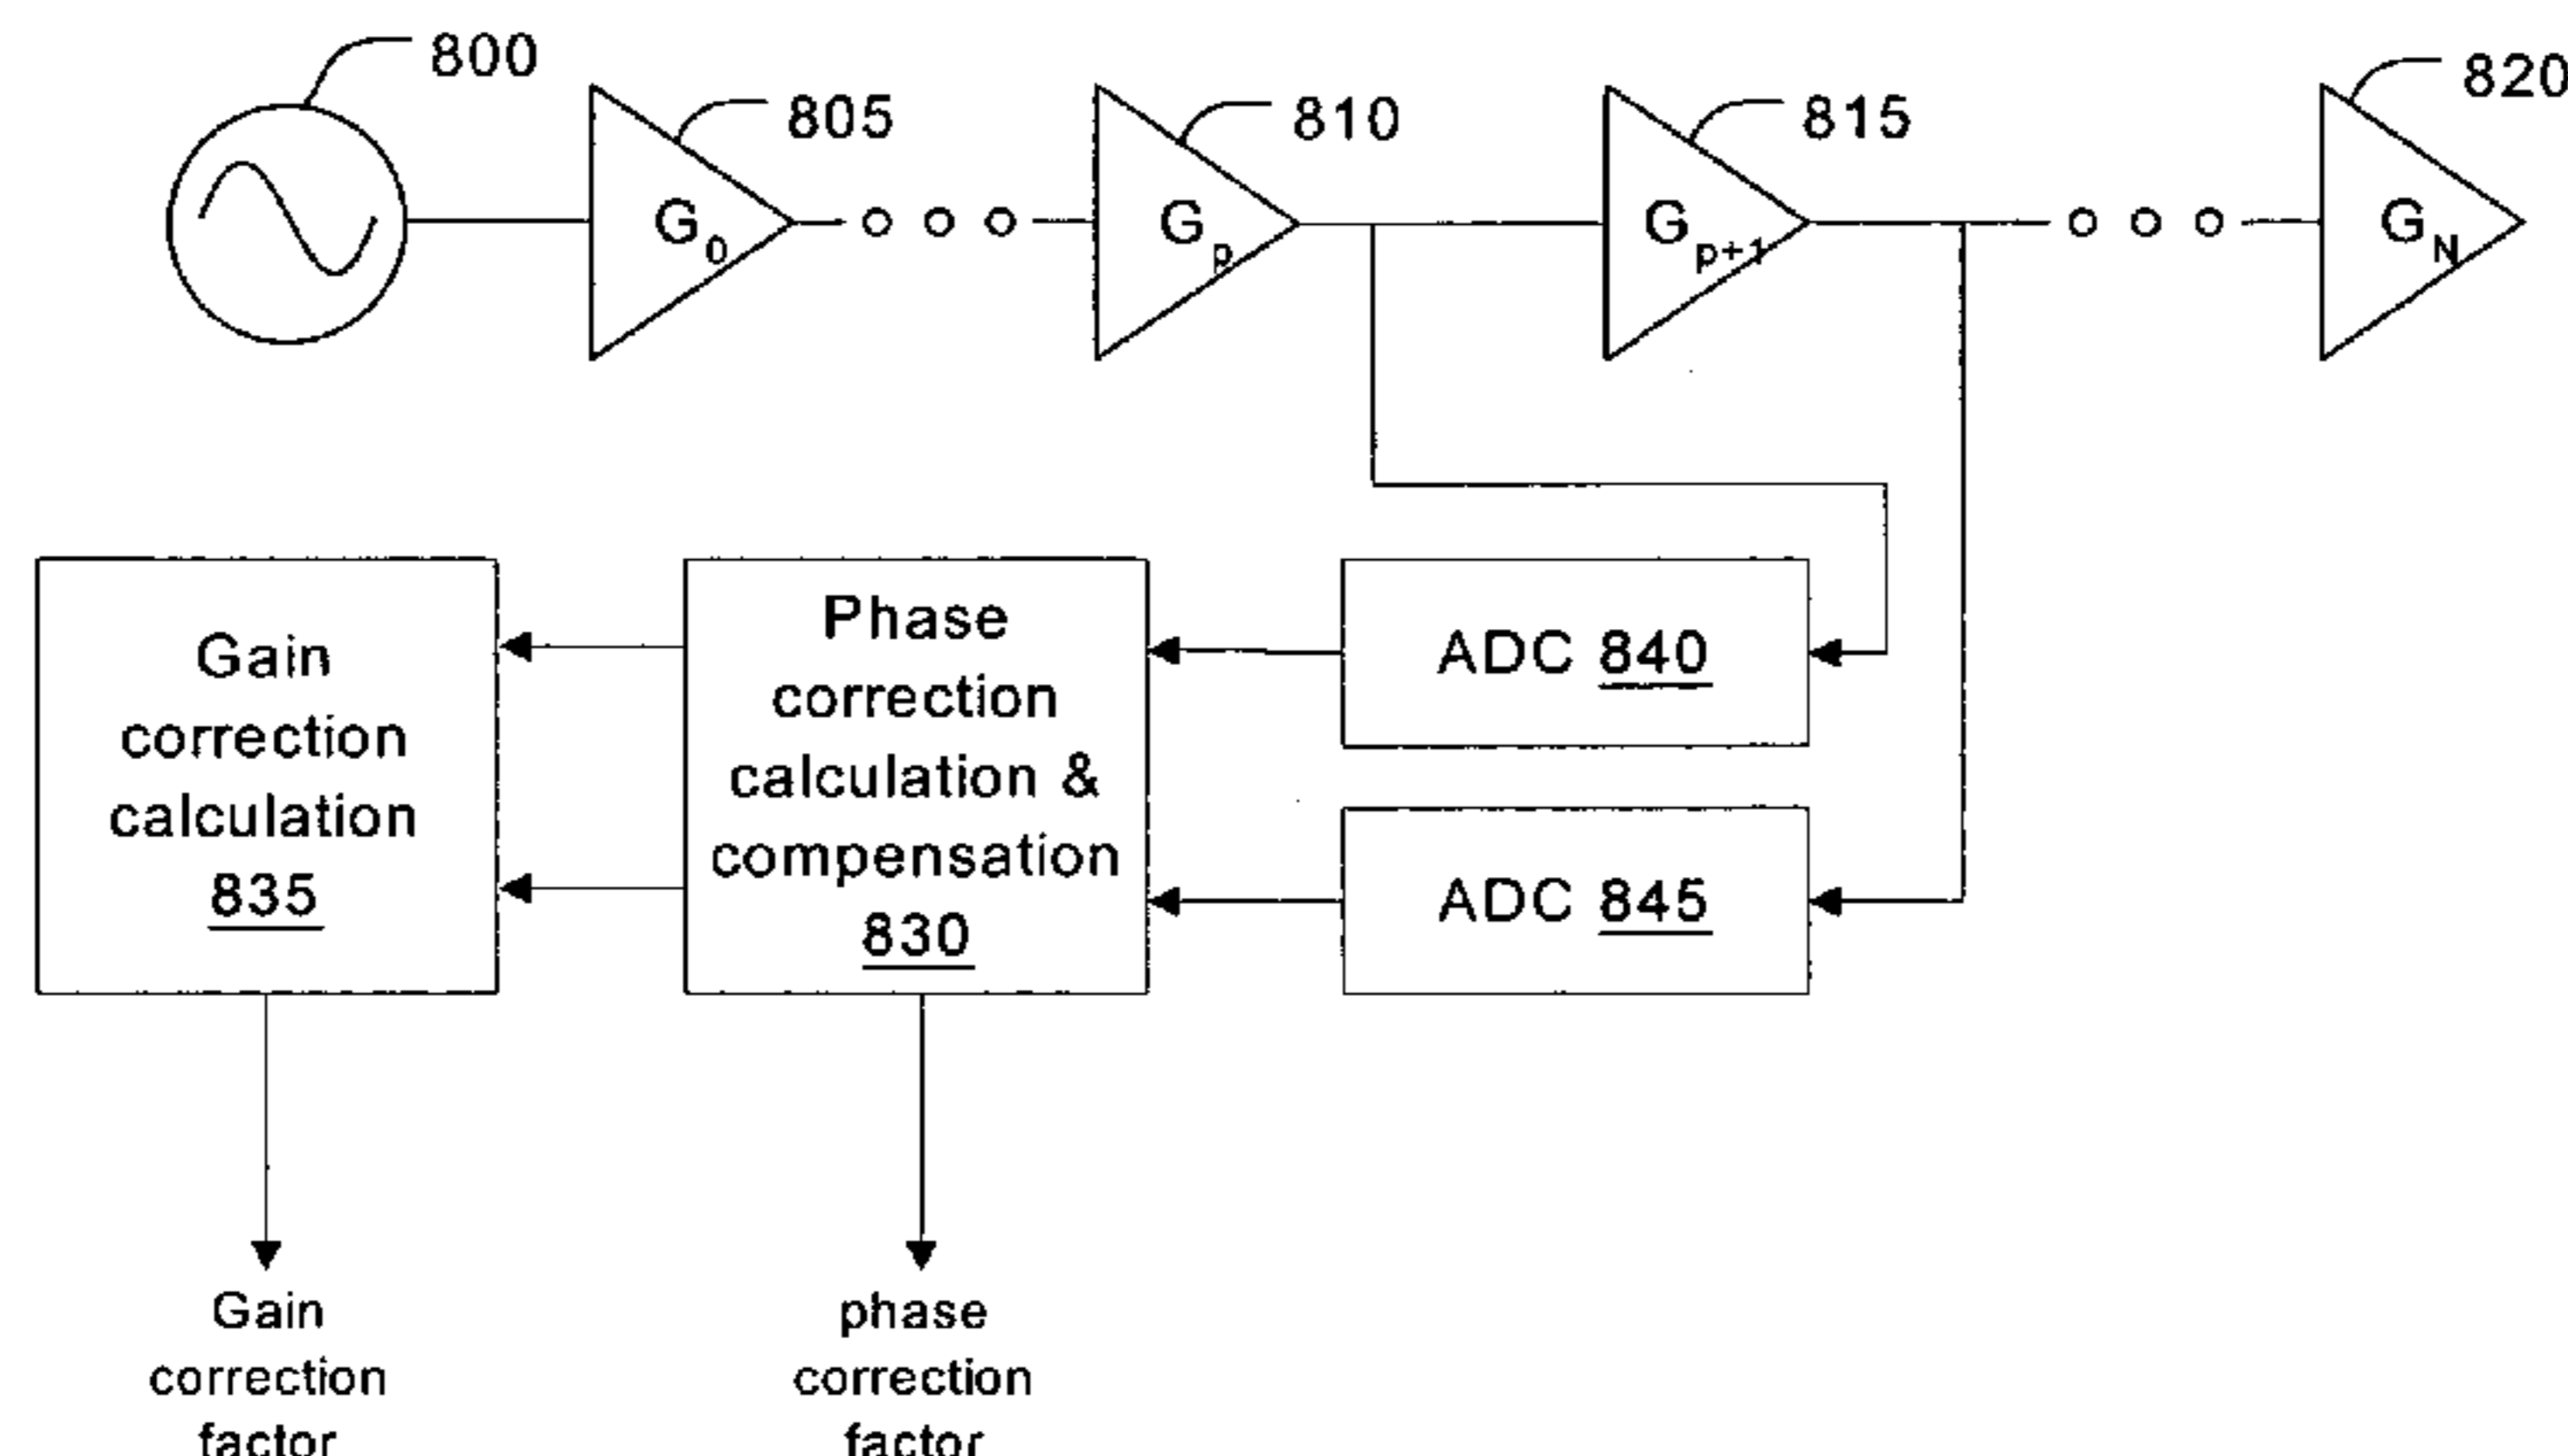 800
805
810
815
820
G0
Gp
Gp+1
GN
Gain
correction
calculation
835
Phase
correction
calculation &
compensation
830
ADC 840
ADC 845
Gain
correction
factor
phase
correction
factor